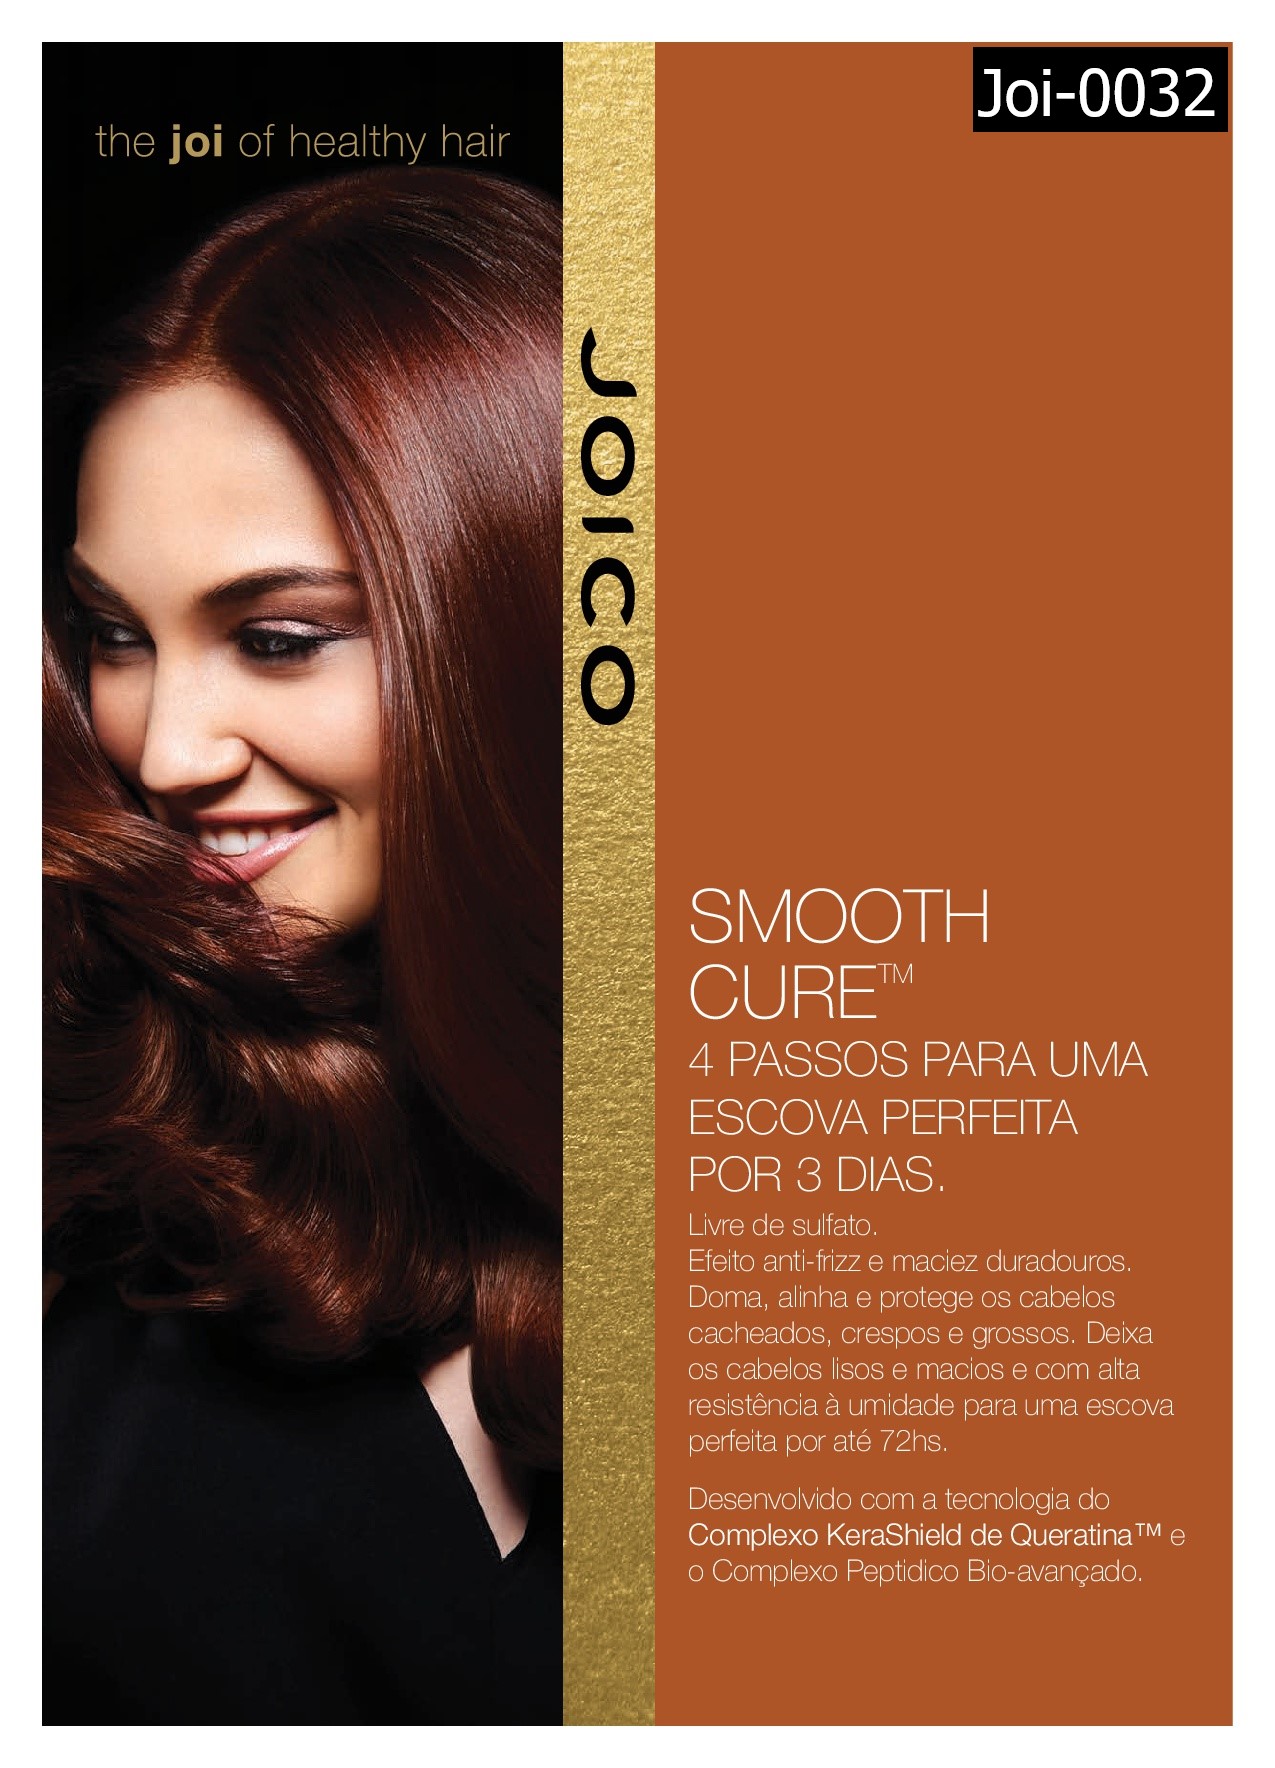 the joi of healthy hair
JOICO
Joi-0032
SMOOTH
CURE™
4 PASSOS PARA UMA
ESCOVA PERFEITA
POR 3 DIAS.
Livre de sulfato.
Efeito anti-frizz e maciez duradouros.
Doma, alinha e protege os cabelos
cacheados, crespos e grossos. Deixa
os cabelos lisos e macios e com alta
resistência à umidade para uma escova
perfeita por até 72hs.
Desenvolvido com a tecnologia do
Complexo KeraShield de Queratina™ e
o Complexo Peptidico Bio-avançado.